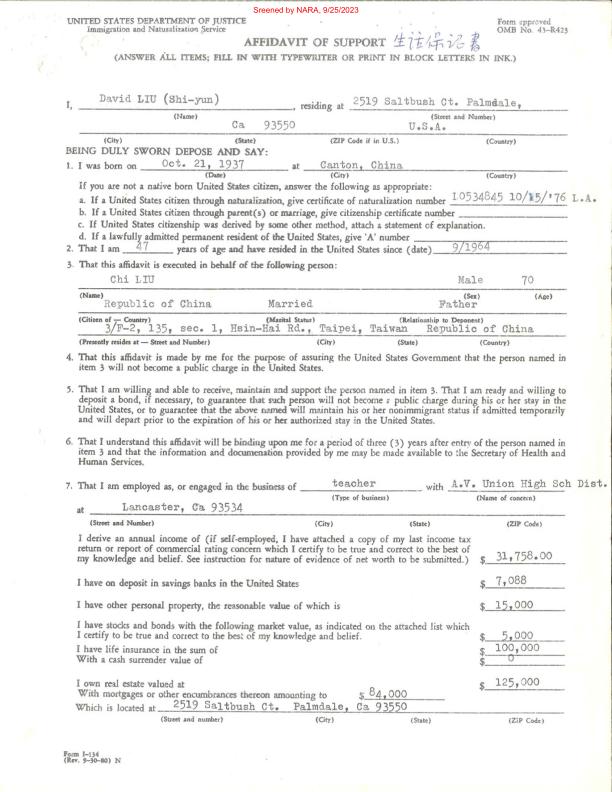 Sreened by NARA, 9/25/2023
UNITED STATES DEPARTMENT OF JUSTICE
Immigration and Naturalization Service
Form approved
OMB No. 43-R423
AFFIDAVIT OF SUPPORT 生活保证書
(ANSWER ALL ITEMS; FILL IN WITH TYPEWRITER OR PRINT IN BLOCK LETTERS IN INK.)
I, David LIU (Shi-yun), residing at 2519 Saltbush Ct. Palmdale,
(Name) (Street and Number)
Ca 93550 U.S.A.
(City) (State) (ZIP Code if in U.S.) (Country)
BEING DULY SWORN DEPOSE AND SAY:
1. I was born on Oct. 21, 1937 at Canton, China
(Date) (City) (Country)
If you are not a native born United States citizen, answer the following as appropriate:
a. If a United States citizen through naturalization, give certificate of naturalization number 10534845 10/15/'76 L.A.
b. If a United States citizen through parent(s) or marriage, give citizenship certificate number
c. If United States citizenship was derived by some other method, attach a statement of explanation.
d. If a lawfully admitted permanent resident of the United States, give 'A' number
2. That I am 47 years of age and have resided in the United States since (date) 9/1964
3. That this affidavit is executed in behalf of the following person:
Chi LIU Male 70
(Name) (Sex) (Age)
Republic of China Married Father
(Citizen of — Country) (Marital Status) (Relationship to Deponent)
3/F-2, 135, sec. 1, Hsin-Hai Rd., Taipei, Taiwan Republic of China
(Presently resides at — Street and Number) (City) (State) (Country)
4. That this affidavit is made by me for the purpose of assuring the United States Government that the person named in
item 3 will not become a public charge in the United States.
5. That I am willing and able to receive, maintain and support the person named in item 3. That I am ready and willing to
deposit a bond, if necessary, to guarantee that such person will not become a public charge during his or her stay in the
United States, or to guarantee that the above named will maintain his or her nonimmigrant status if admitted temporarily
and will depart prior to the expiration of his or her authorized stay in the United States.
6. That I understand this affidavit will be binding upon me for a period of three (3) years after entry of the person named in
item 3 and that the information and documenation provided by me may be made available to the Secretary of Health and
Human Services.
7. That I am employed as, or engaged in the business of teacher with A.V. Union High Sch Dist.
(Type of business) (Name of concern)
at Lancaster, Ca 93534
(Street and Number) (City) (State) (ZIP Code)
I derive an annual income of (if self-employed, I have attached a copy of my last income tax
return or report of commercial rating concern which I certify to be true and correct to the best of
my knowledge and belief. See instruction for nature of evidence of net worth to be submitted.) $ 31,758.00
I have on deposit in savings banks in the United States $ 7,088
I have other personal property, the reasonable value of which is $ 15,000
I have stocks and bonds with the following market value, as indicated on the attached list which
I certify to be true and correct to the best of my knowledge and belief. $ 5,000
I have life insurance in the sum of $ 100,000
With a cash surrender value of $ 0
I own real estate valued at $ 125,000
With mortgages or other encumbrances thereon amounting to $ 84,000
Which is located at 2519 Saltbush Ct. Palmdale, Ca 93550
(Street and number) (City) (State) (ZIP Code)
Form I-134
(Rev. 9-30-80) N